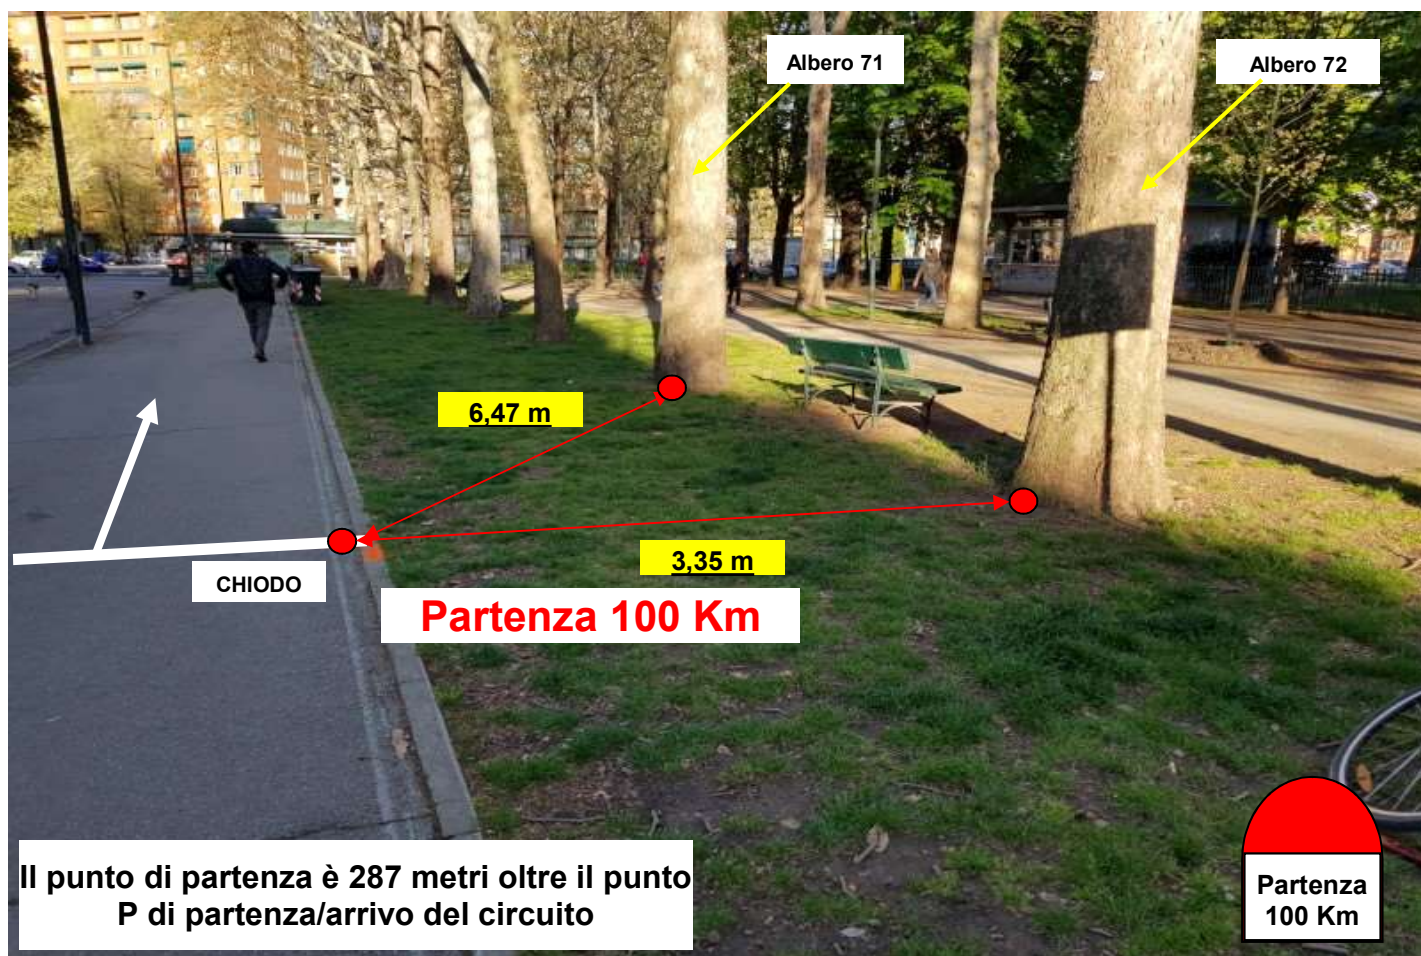 Albero 71
Albero 72
6,47 m
3,35 m
CHIODO
Partenza 100 Km
Il punto di partenza è 287 metri oltre il punto
P di partenza/arrivo del circuito
Partenza
100 Km